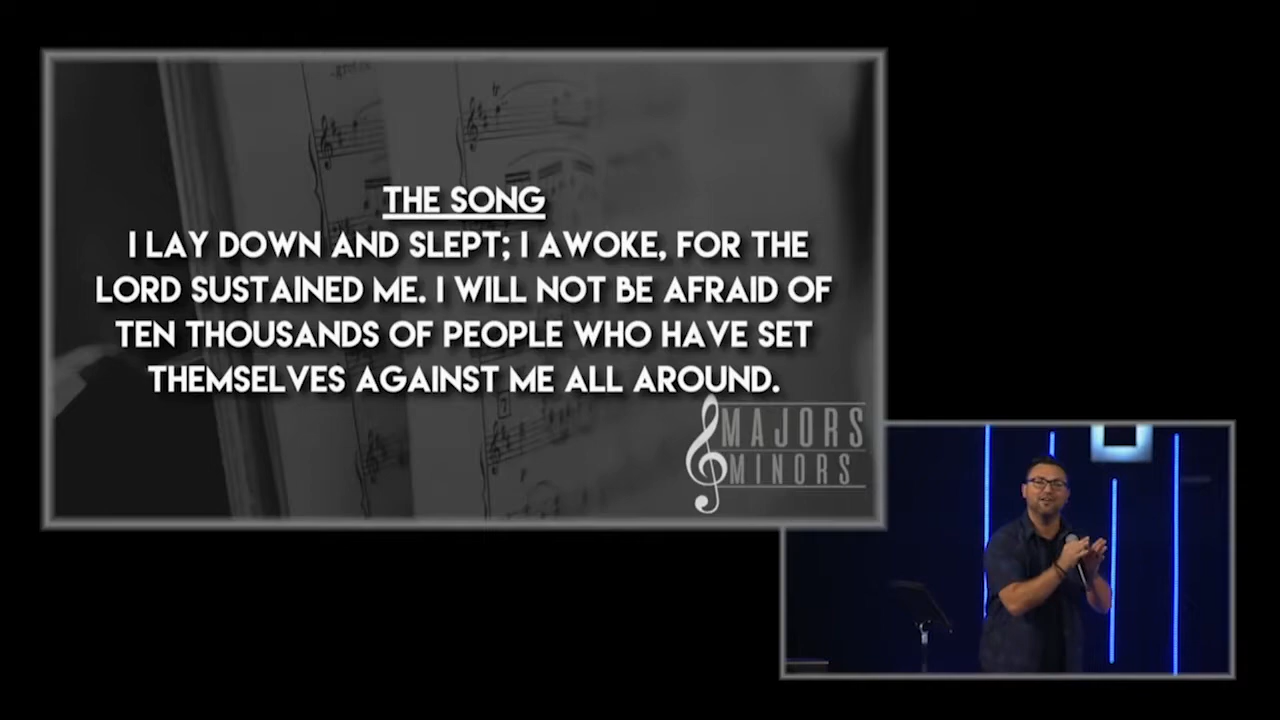 THE SONG
I LAY DOWN AND SLEPT; I AWOKE, FOR THE
LORD SUSTAINED ME. I WILL NOT BE AFRAID OF
TEN THOUSANDS OF PEOPLE WHO HAVE SET
THEMSELVES AGAINST ME ALL AROUND.
MAJORS
MINORS